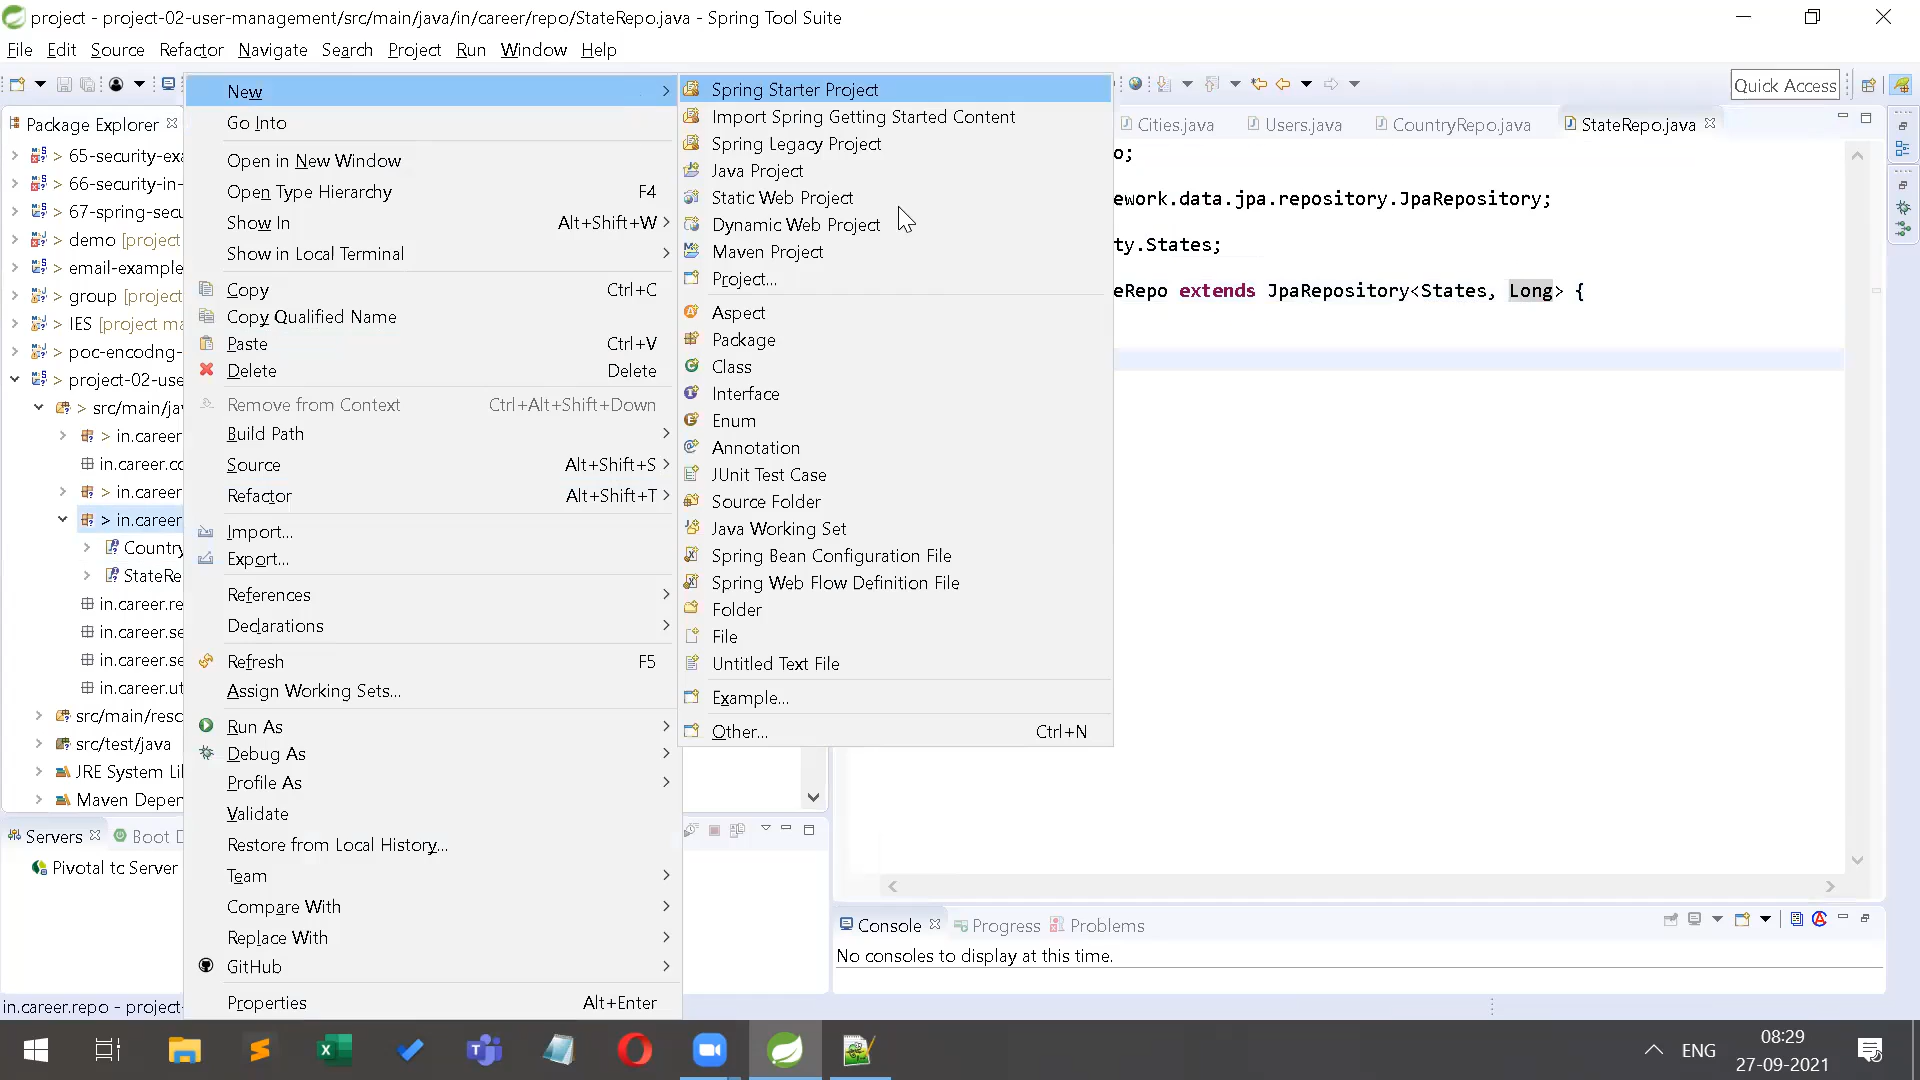 project - project-02-user-management/src/main/java/in/career/repo/StateRepo.java - Spring Tool Suite
File Edit Source Refactor Navigate Search Project Run Window Help
Quick Access
Package Explorer
> 65-security-exa
> 66-security-in-
> 67-spring-secu
> demo [project
> email-example
> group [project
> IES [project ma
> poc-encodng-
> project-02-use
> src/main/jav
> in.career
in.career.co
> in.career
> in.career
Country
StateRe
in.career.re
in.career.se
in.career.se
in.career.ut
src/main/resc
src/test/java
JRE System Lil
Maven Deper
Servers Boot D
Pivotal tc Server
in.career.repo - project-
New
Go Into
Open in New Window
Open Type Hierarchy F4
Show In Alt+Shift+W
Show in Local Terminal
Copy Ctrl+C
Copy Qualified Name
Paste Ctrl+V
Delete Delete
Remove from Context Ctrl+Alt+Shift+Down
Build Path
Source Alt+Shift+S
Refactor Alt+Shift+T
Import...
Export...
References
Declarations
Refresh F5
Assign Working Sets...
Run As
Debug As
Profile As
Validate
Restore from Local History...
Team
Compare With
Replace With
GitHub
Properties Alt+Enter
Spring Starter Project
Import Spring Getting Started Content
Spring Legacy Project
Java Project
Static Web Project
Dynamic Web Project
Maven Project
Project...
Aspect
Package
Class
Interface
Enum
Annotation
JUnit Test Case
Source Folder
Java Working Set
Spring Bean Configuration File
Spring Web Flow Definition File
Folder
File
Untitled Text File
Example...
Other... Ctrl+N
Cities.java Users.java CountryRepo.java StateRepo.java
o;
ework.data.jpa.repository.JpaRepository;
ty.States;
eRepo extends JpaRepository<States, Long> {
Console Progress Problems
No consoles to display at this time.
ENG
08:29
27-09-2021